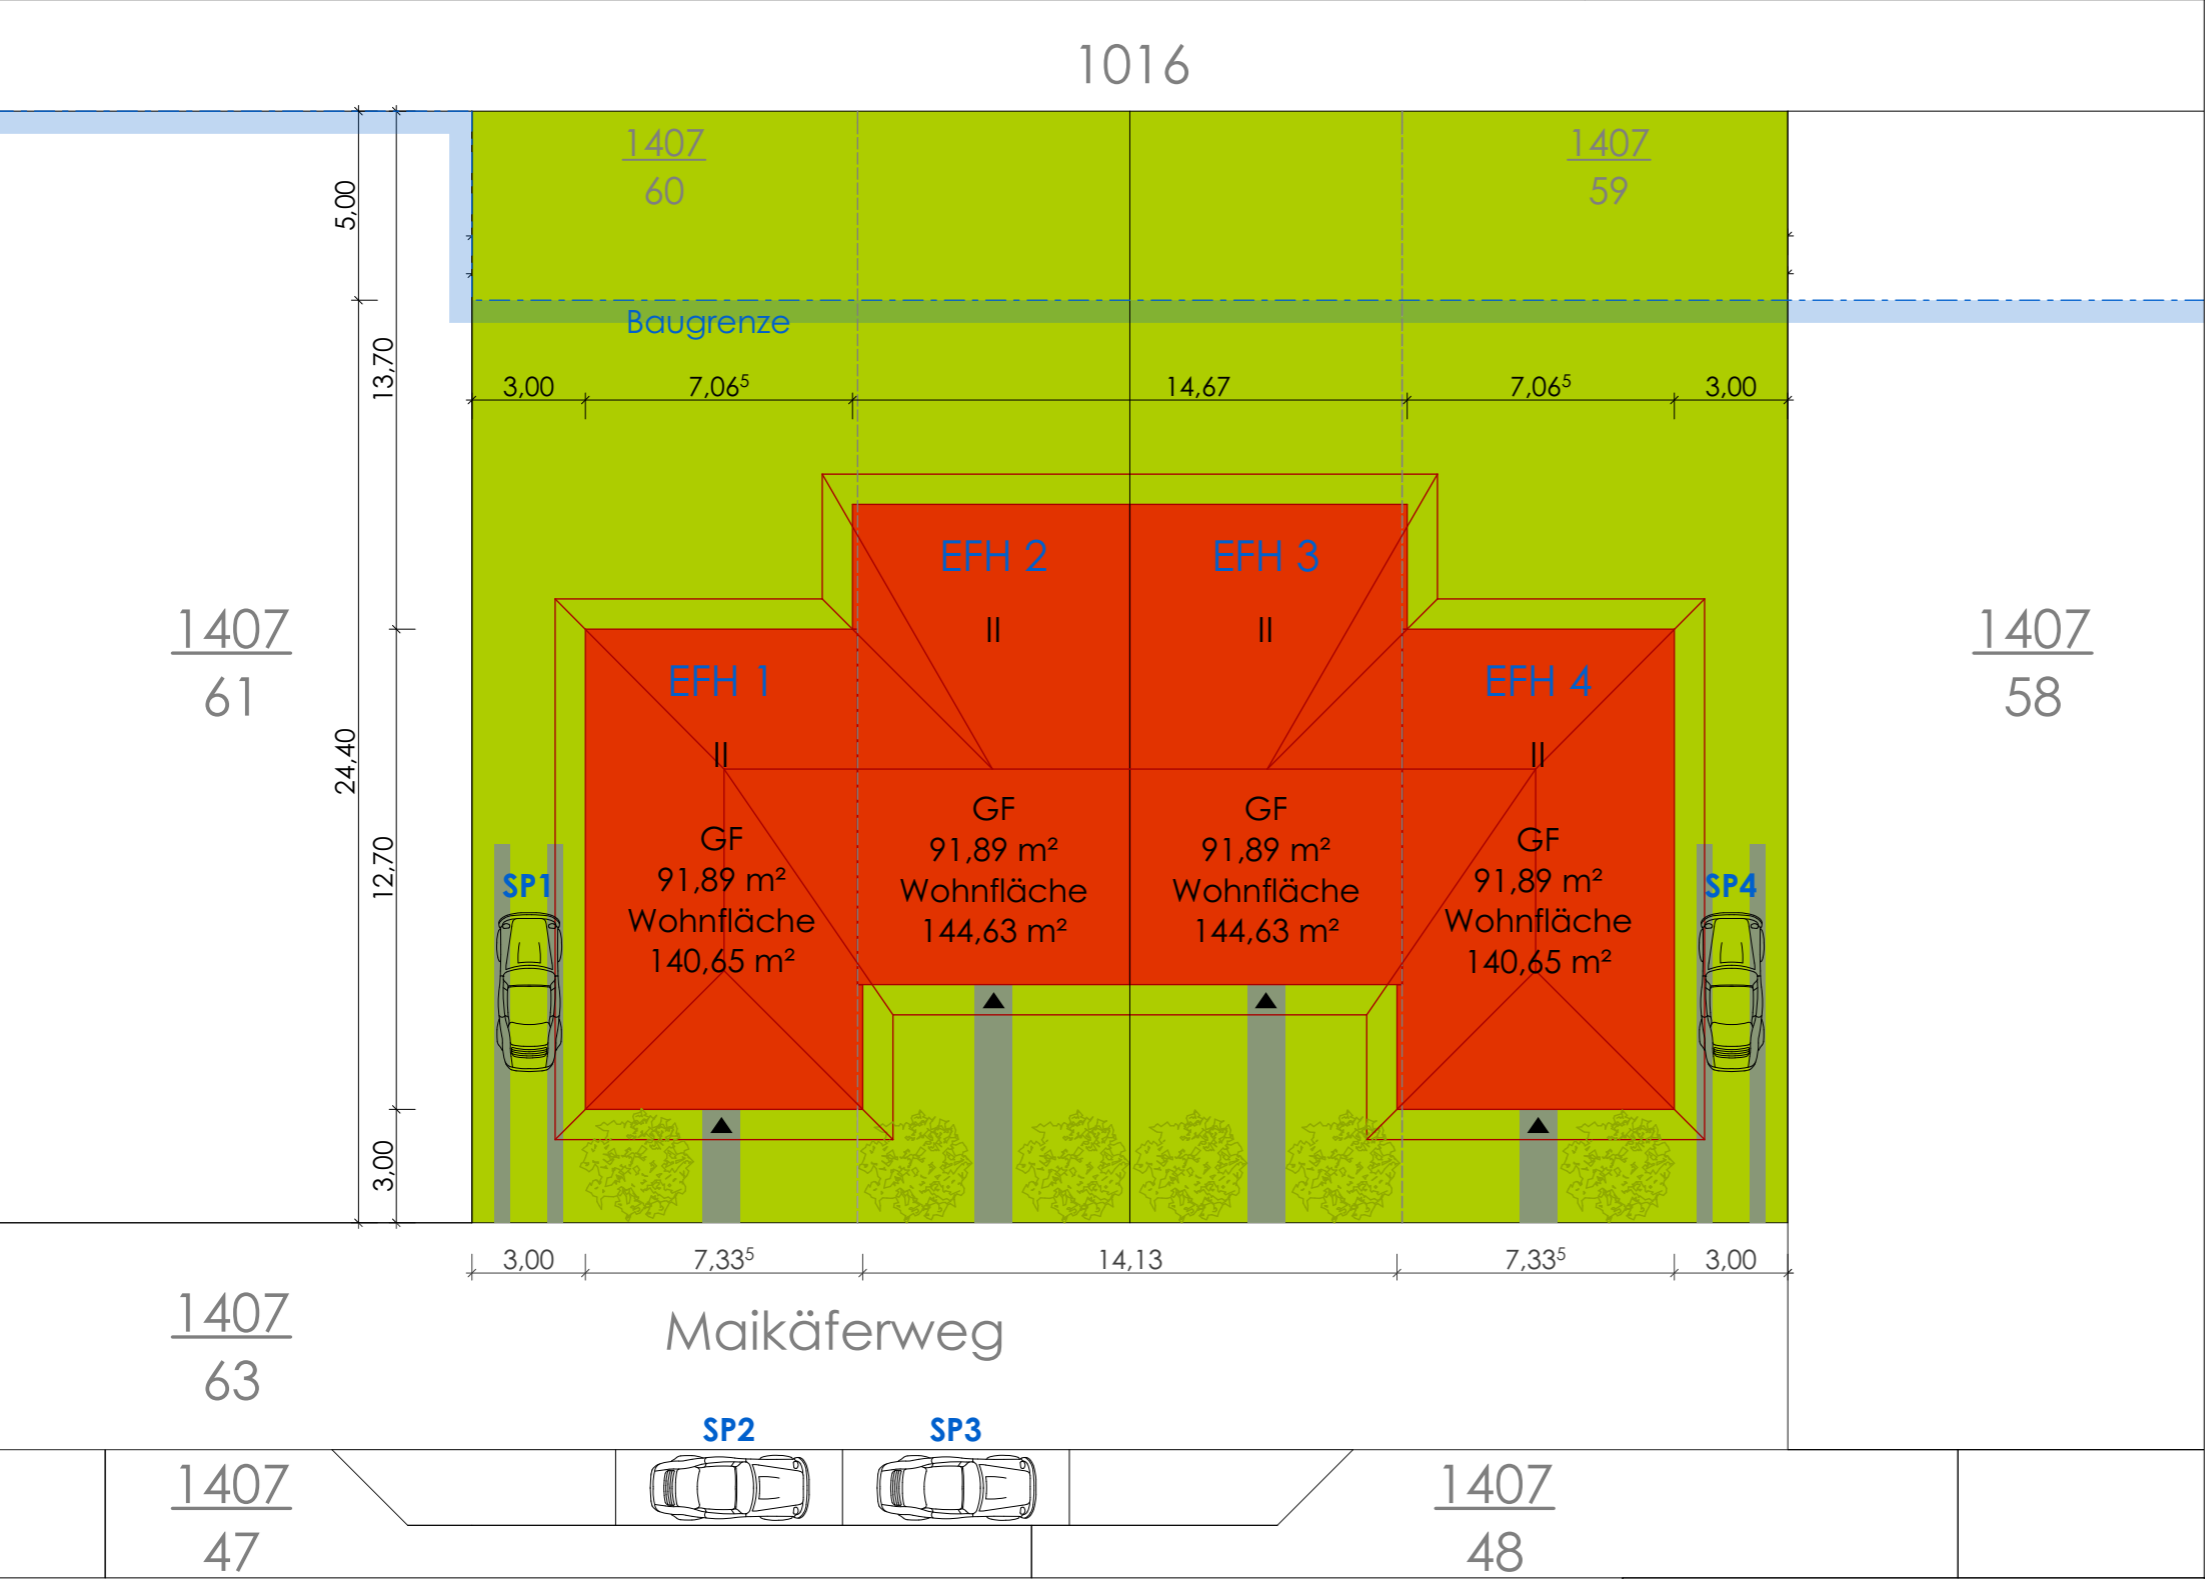 1016
1407
60
1407
59
5,00
Baugrenze
13,70
3,00
7,06⁵
14,67
7,06⁵
3,00
EFH 2
EFH 3
II
II
1407
61
1407
58
EFH 1
EFH 4
II
II
24,40
12,70
GF
91,89 m²
Wohnfläche
140,65 m²
GF
91,89 m²
Wohnfläche
144,63 m²
GF
91,89 m²
Wohnfläche
144,63 m²
GF
91,89 m²
Wohnfläche
140,65 m²
SP1
SP4
3,00
3,00
7,33⁵
14,13
7,33⁵
3,00
1407
63
Maikäferweg
SP2
SP3
1407
47
1407
48